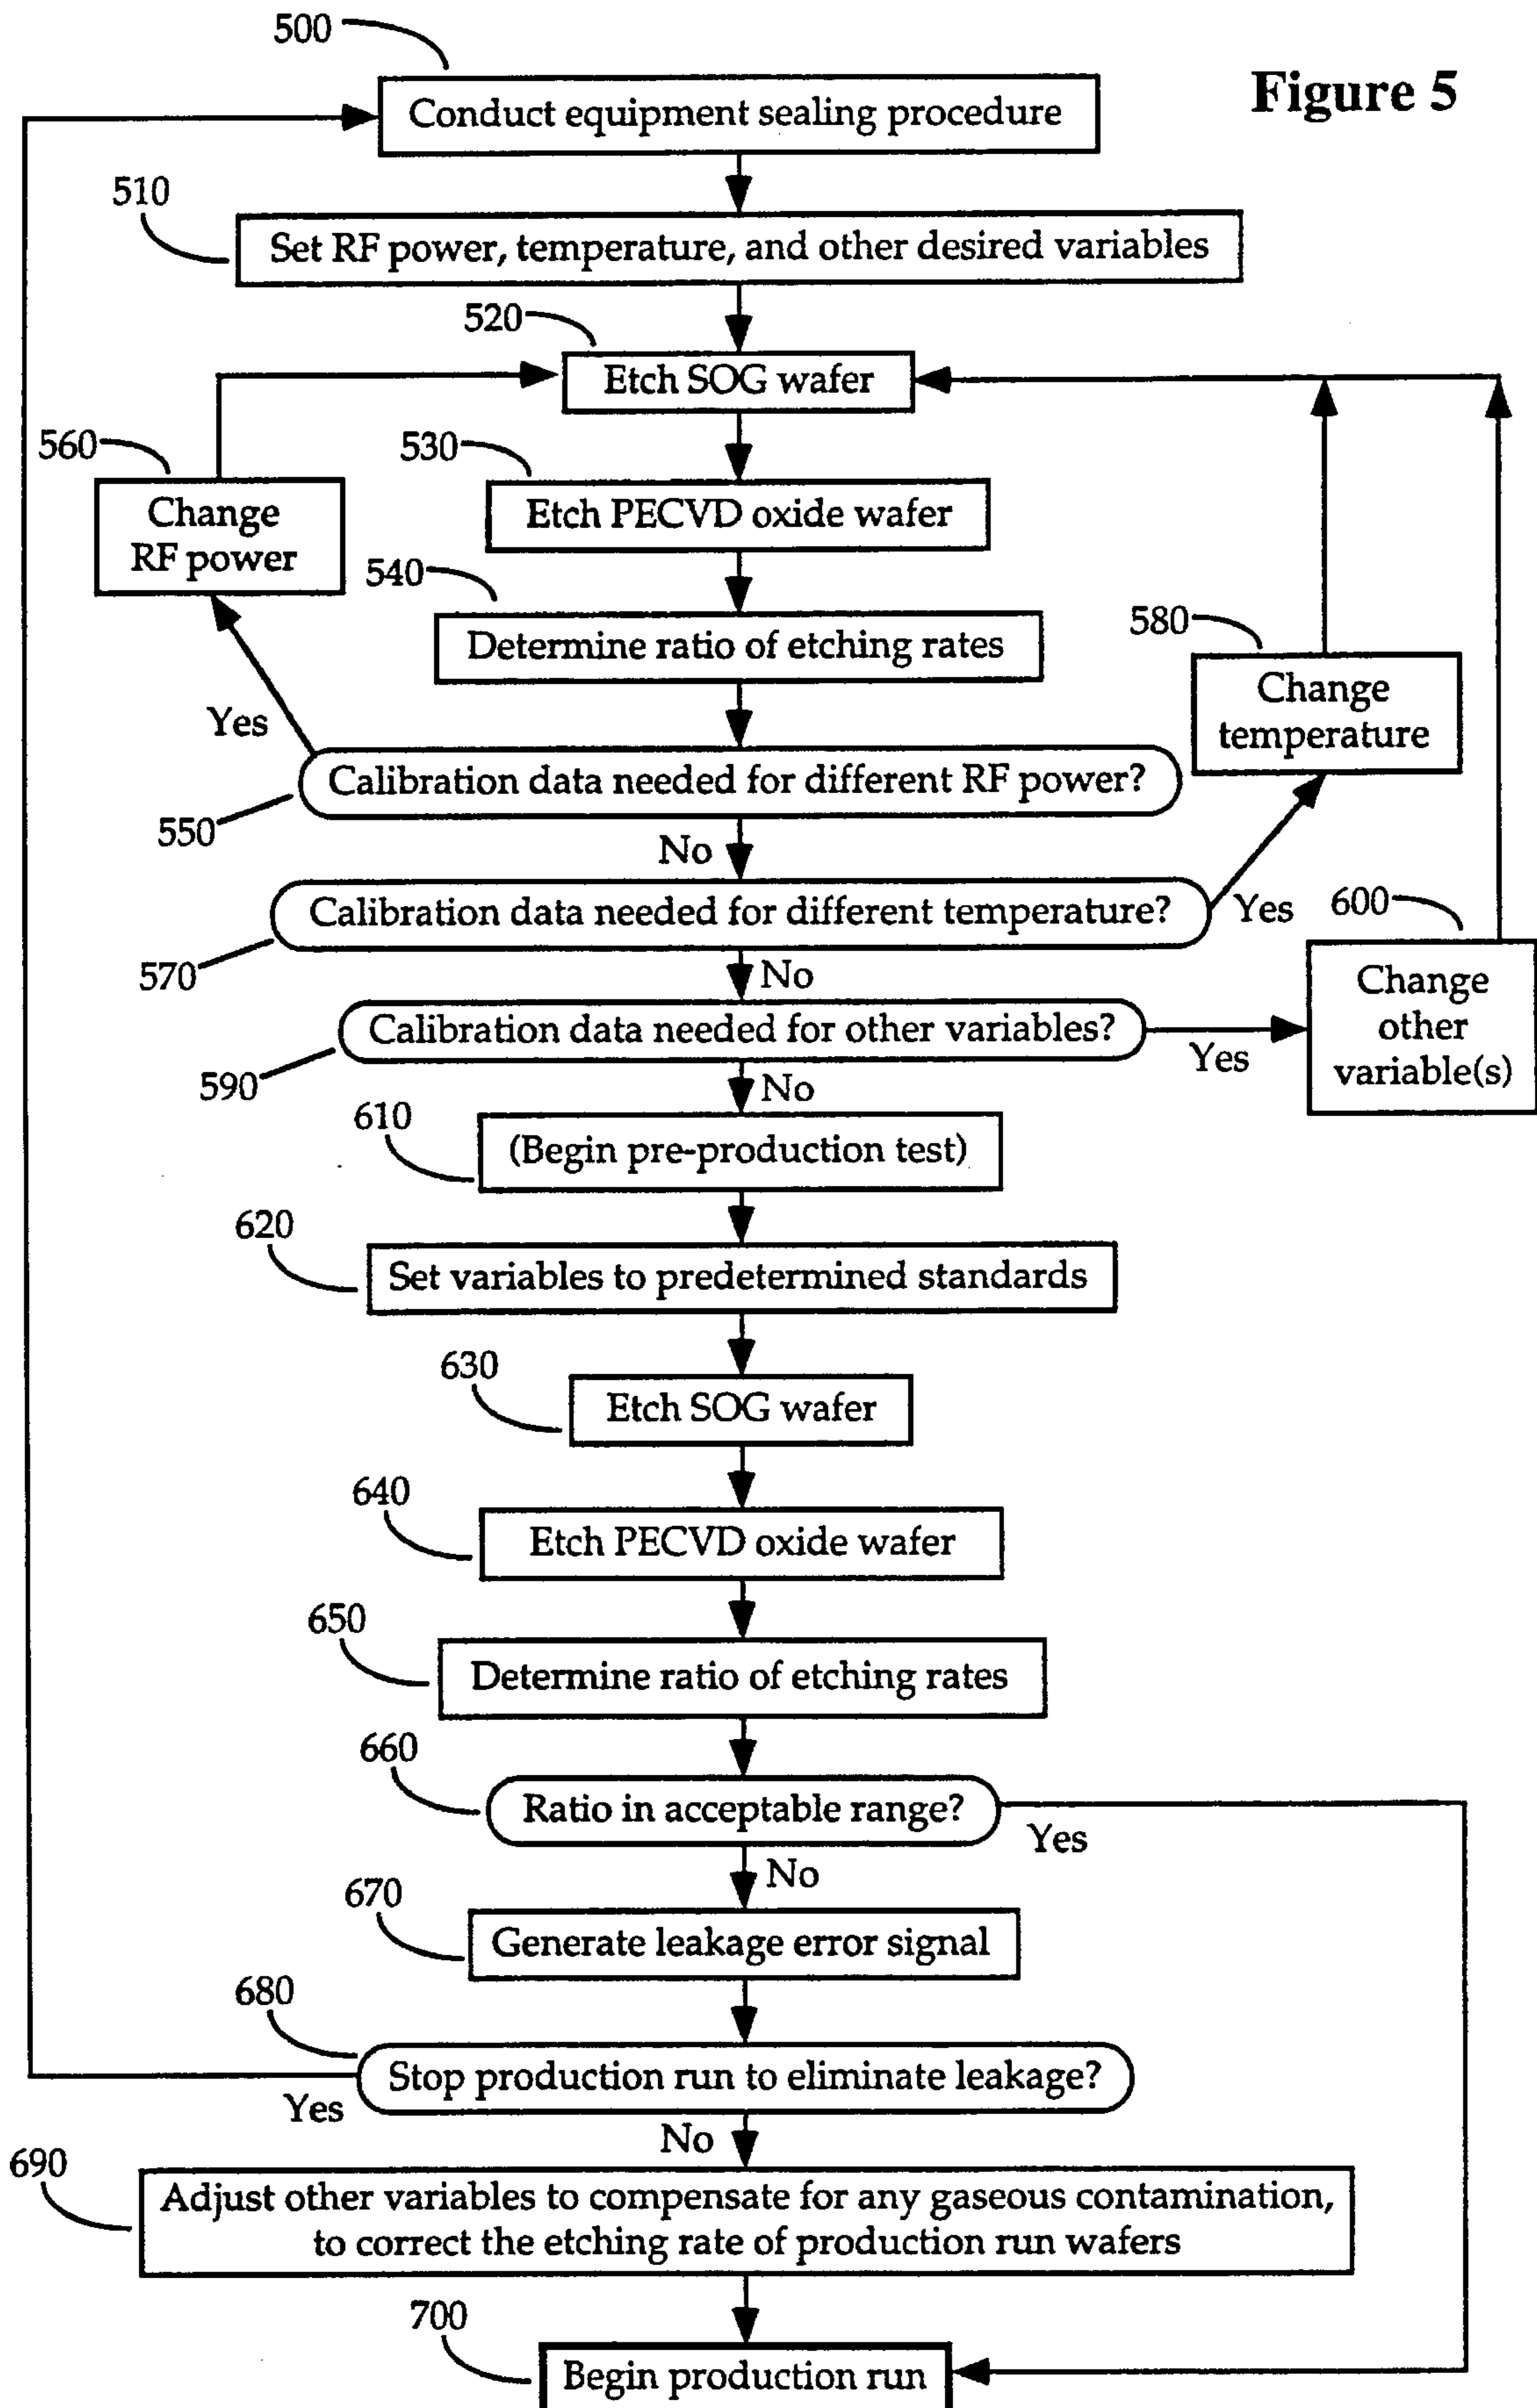 500
Figure 5
Conduct equipment sealing procedure
510
Set RF power, temperature, and other desired variables
520
Etch SOG wafer
560
530
Change
RF power
Etch PECVD oxide wafer
540
Determine ratio of etching rates
580
Change
temperature
Yes
Calibration data needed for different RF power?
550
No
Calibration data needed for different temperature?
Yes
600
570
No
Change
other
variable(s)
Calibration data needed for other variables?
Yes
590
No
610
(Begin pre-production test)
620
Set variables to predetermined standards
630
Etch SOG wafer
640
Etch PECVD oxide wafer
650
Determine ratio of etching rates
660
Ratio in acceptable range?
Yes
No
670
Generate leakage error signal
680
Stop production run to eliminate leakage?
Yes
No
690
Adjust other variables to compensate for any gaseous contamination,
to correct the etching rate of production run wafers
700
Begin production run